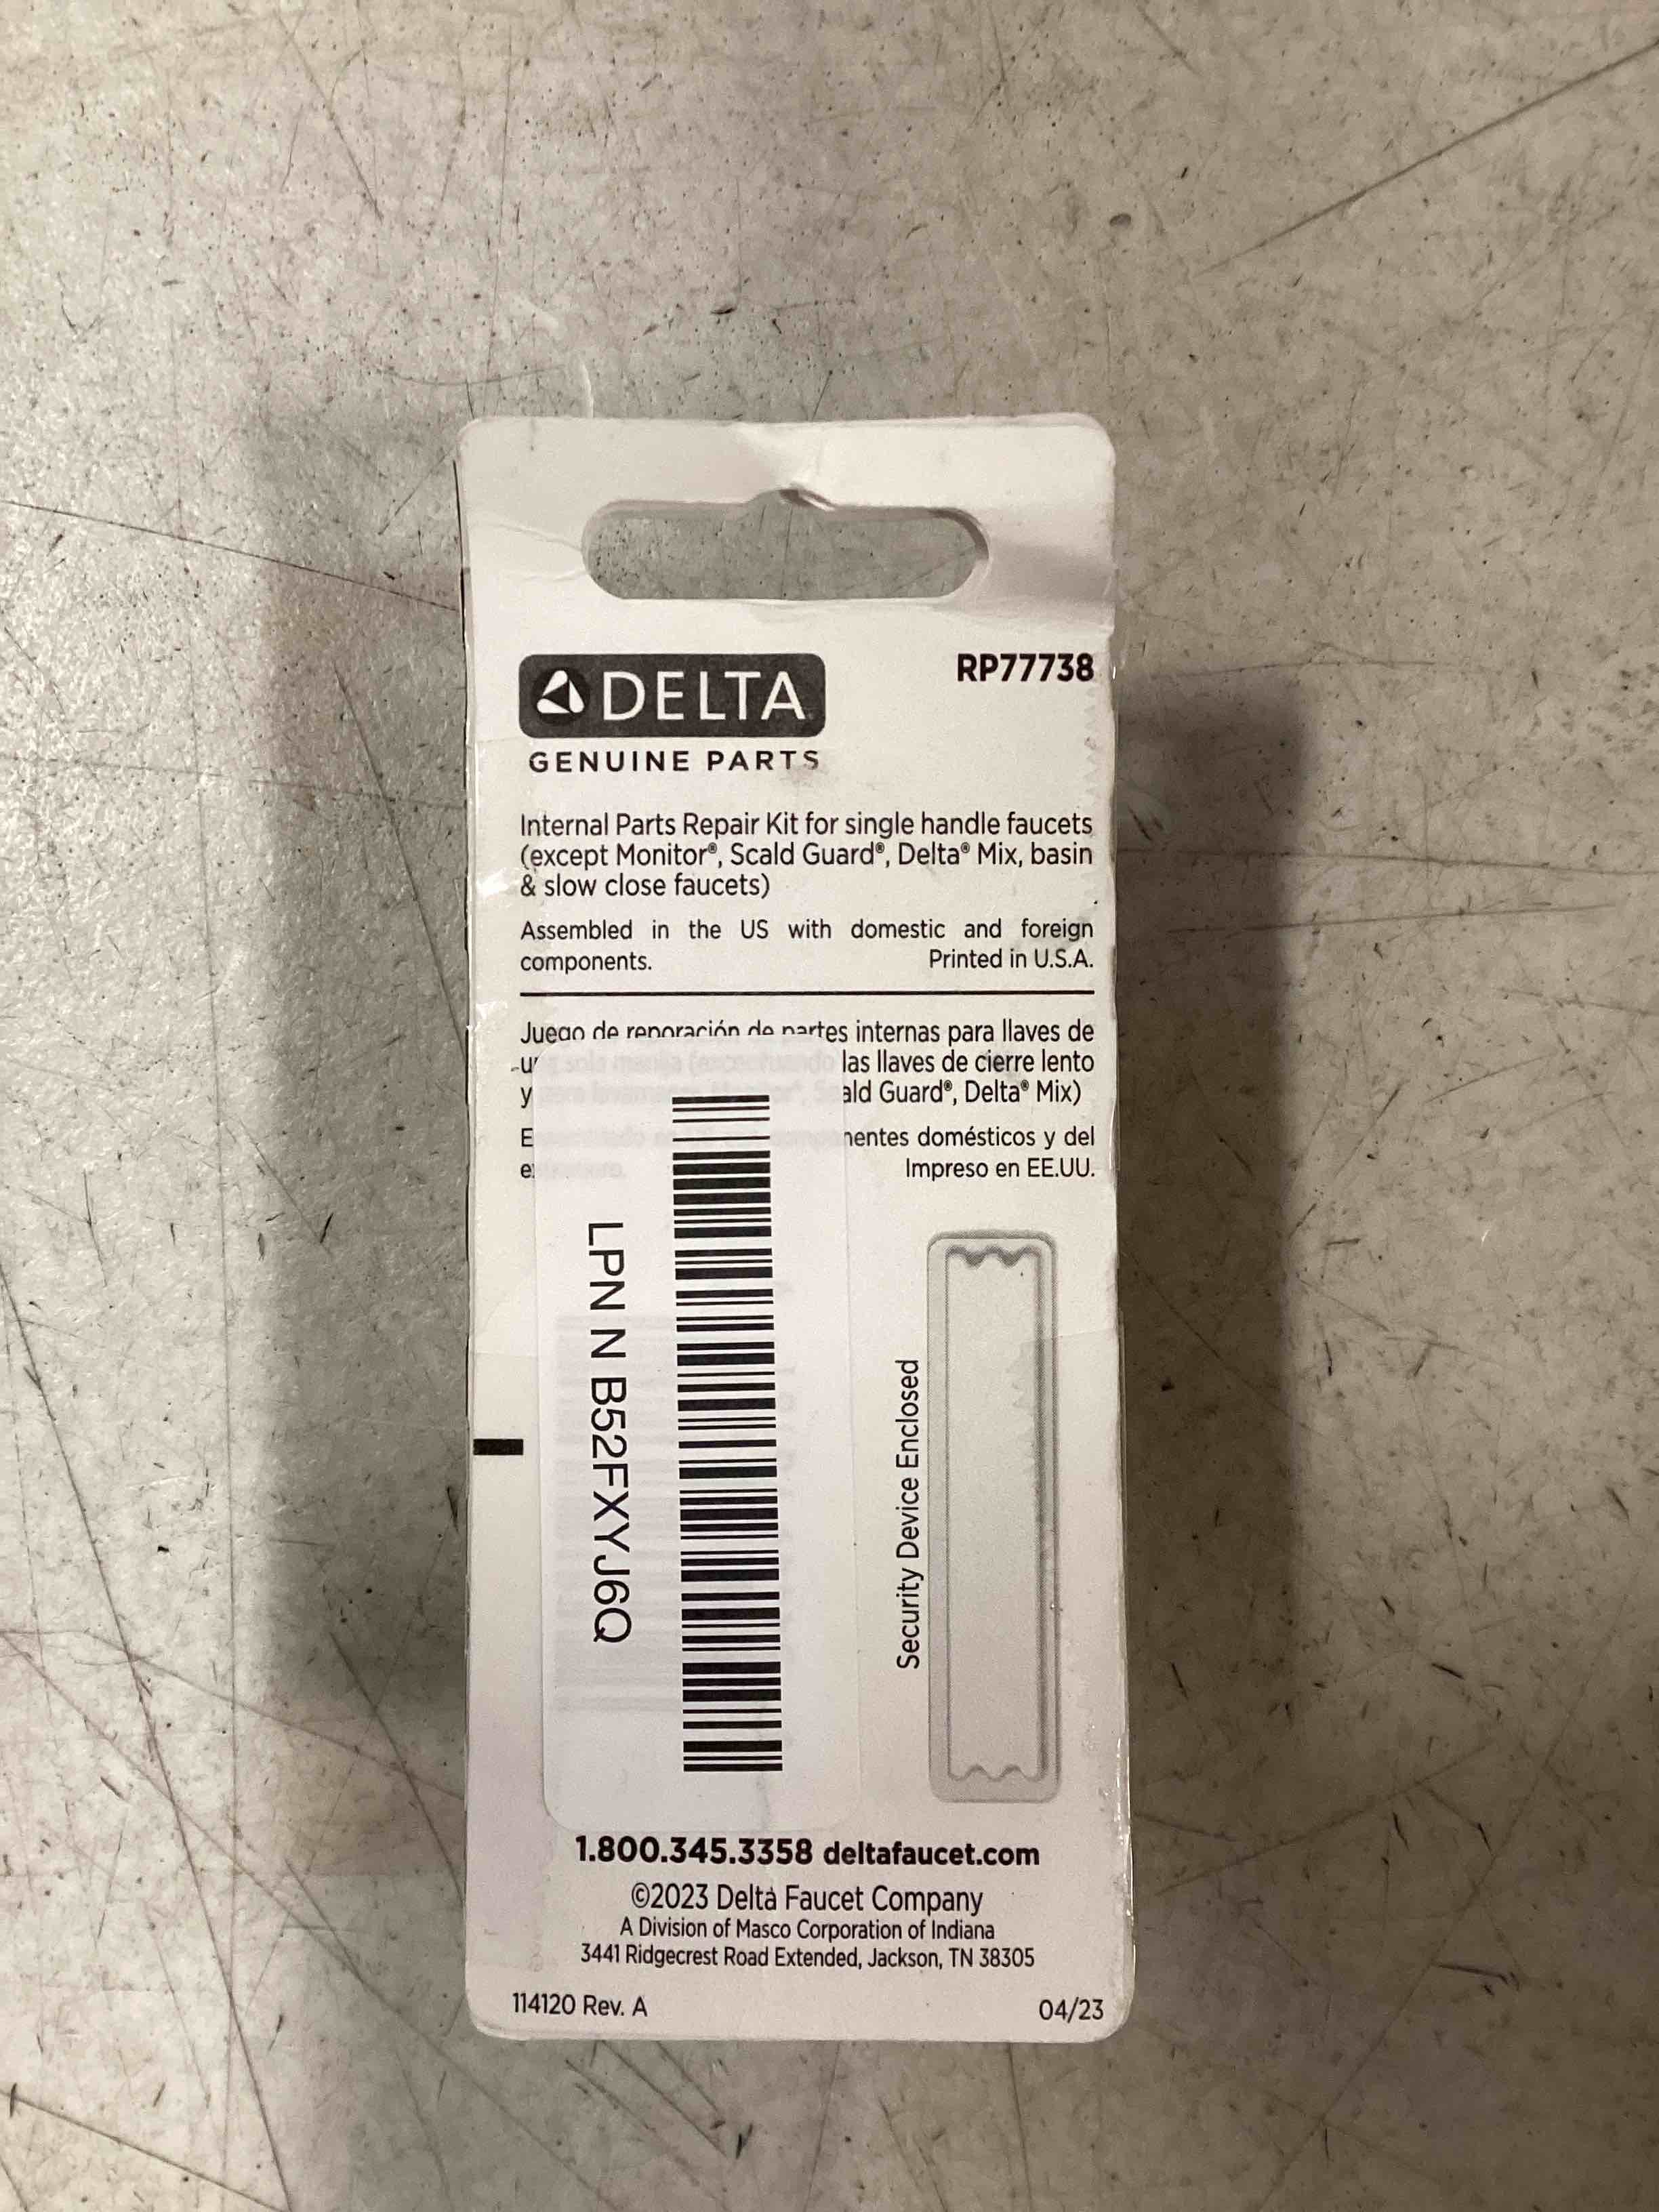 DELTA
RP77738
GENUINE PARTS
Internal Parts Repair Kit for single handle faucets
(except Monitor®, Scald Guard®, Delta® Mix, basin
& slow close faucets)
Assembled in the US with domestic and foreign
components. Printed in U.S.A.
Juego de reporación de partes internas para llaves de
las llaves de cierre lento
y Guard®, Delta® Mix)
domésticos y del
Impreso en EE.UU.
LPN N B52FXYJ6Q
Security Device Enclosed
1.800.345.3358 deltafaucet.com
©2023 Delta Faucet Company
A Division of Masco Corporation of Indiana
3441 Ridgecrest Road Extended, Jackson, TN 38305
114120 Rev. A 04/23